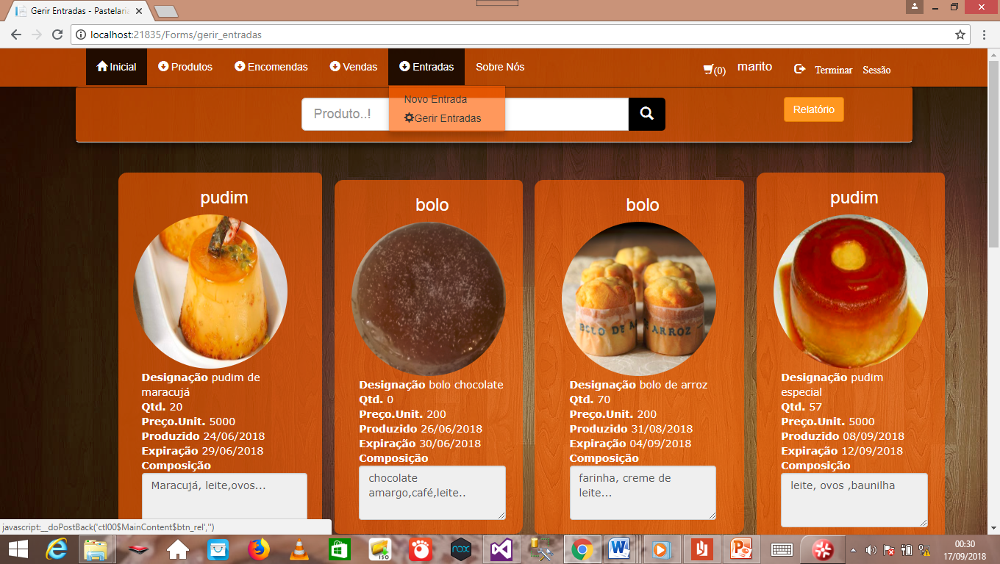 Gerir Entradas - Pastelaria
localhost:21835/Forms/gerir_entradas
Inicial
Produtos
Encomendas
Vendas
Entradas
Sobre Nós
(0)
marito
Terminar Sessão
Novo Entrada
Gerir Entradas
Produto..!
Relatório
pudim
Designação pudim de
maracujá
Qtd. 20
Preço.Unit. 5000
Produzido 24/06/2018
Expiração 29/06/2018
Composição
Maracujá, leite,ovos...
bolo
Designação bolo chocolate
Qtd. 0
Preço.Unit. 200
Produzido 26/06/2018
Expiração 30/06/2018
Composição
chocolate
amargo,café,leite..
bolo
BOLO DE A
DE ARROZ
Designação bolo de arroz
Qtd. 70
Preço.Unit. 200
Produzido 31/08/2018
Expiração 04/09/2018
Composição
farinha, creme de
leite...
pudim
Designação pudim
especial
Qtd. 57
Preço.Unit. 5000
Produzido 08/09/2018
Expiração 12/09/2018
Composição
leite, ovos ,baunilha
javascript:__doPostBack('ctl00$MainContent$btn_rel','')
ISO
nox
00:30
17/09/2018